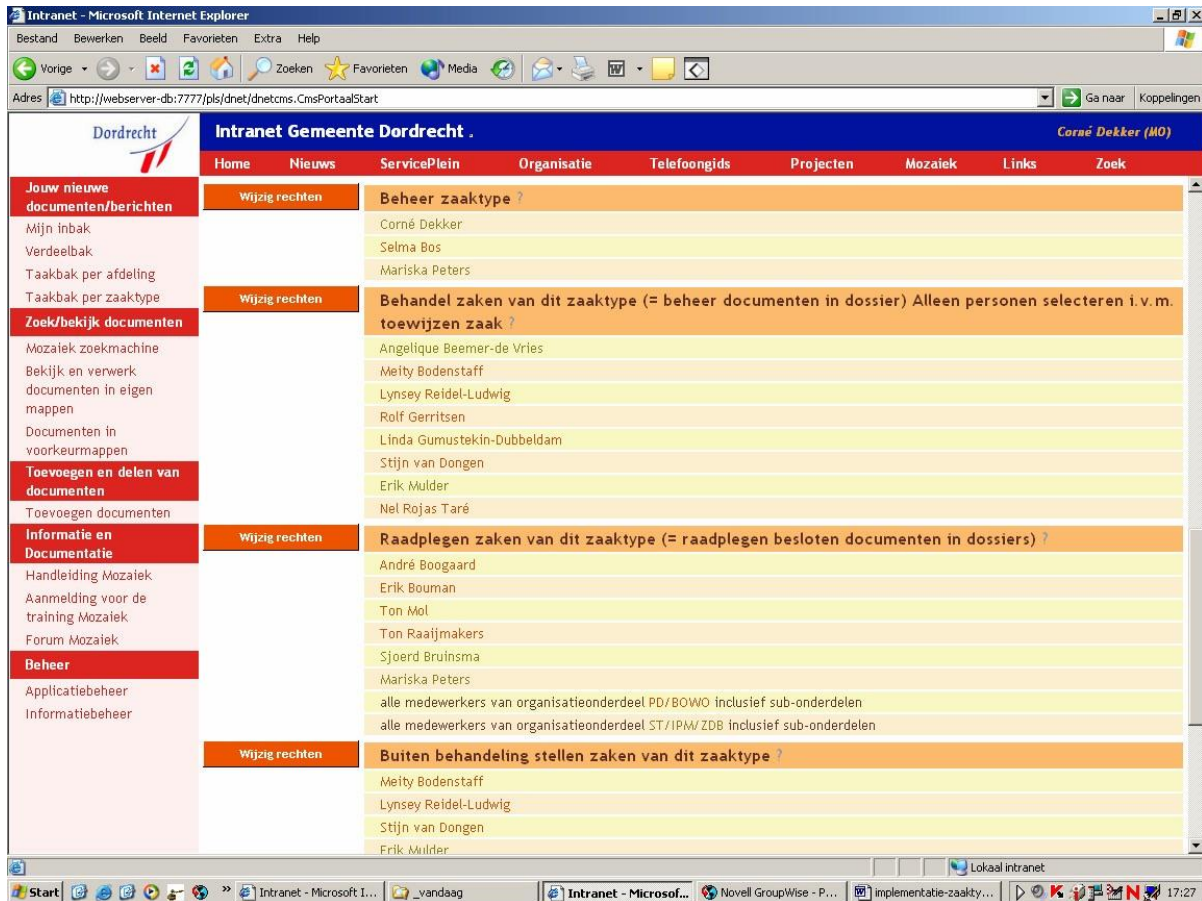 Intranet - Microsoft Internet Explorer
Bestand Bewerken Beeld Favorieten Extra Help
Vorige Zoeken Favorieten Media
Adres http://webserver-db:7777/pls/dnet/dnetcms.CmsPortaalStart Ga naar Koppelingen
Dordrecht
Intranet Gemeente Dordrecht .
Corné Dekker (MO)
Home Nieuws ServicePlein Organisatie Telefoongids Projecten Mozaiek Links Zoek
Jouw nieuwe
documenten/berichten
Mijn inbak
Verdeelbak
Taakbak per afdeling
Taakbak per zaaktype
Zoek/bekijk documenten
Mozaiek zoekmachine
Bekijk en verwerk
documenten in eigen
mappen
Documenten in
voorkeurmappen
Toevoegen en delen van
documenten
Toevoegen documenten
Informatie en
Documentatie
Handleiding Mozaiek
Aanmelding voor de
training Mozaiek
Forum Mozaiek
Beheer
Applicatiebeheer
Informatiebeheer
Wijzig rechten
Beheer zaaktype ?
Corné Dekker
Selma Bos
Mariska Peters
Wijzig rechten
Behandel zaken van dit zaaktype (= beheer documenten in dossier) Alleen personen selecteren i.v.m.
toewijzen zaak ?
Angelique Beemer-de Vries
Meity Bodenstaff
Lynsey Reidel-Ludwig
Rolf Gerritsen
Linda Gumustekin-Dubbeldam
Stijn van Dongen
Erik Mulder
Nel Rojas Taré
Wijzig rechten
Raadplegen zaken van dit zaaktype (= raadplegen besloten documenten in dossiers) ?
André Boogaard
Erik Bouman
Ton Mol
Ton Raaijmakers
Sjoerd Bruinsma
Mariska Peters
alle medewerkers van organisatieonderdeel PD/BOWO inclusief sub-onderdelen
alle medewerkers van organisatieonderdeel ST/IPM/ZDB inclusief sub-onderdelen
Wijzig rechten
Buiten behandeling stellen zaken van dit zaaktype ?
Meity Bodenstaff
Lynsey Reidel-Ludwig
Stijn van Dongen
Erik Mulder
Lokaal intranet
Start » Intranet - Microsoft I... _vandaag Intranet - Microsof... Novell GroupWise - P... implementatie-zaakty... 17:27